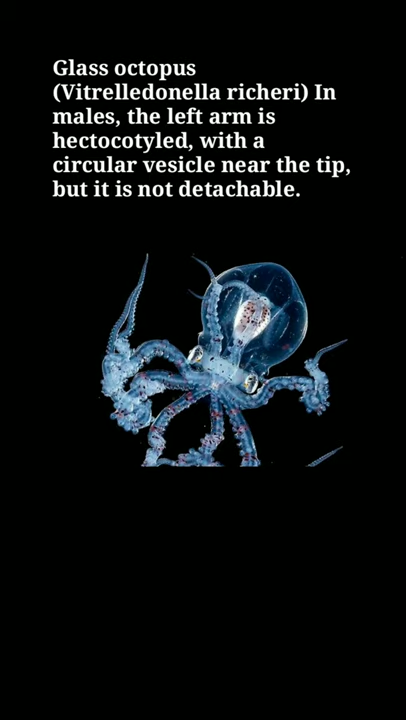 Glass octopus
(Vitrelledonella richeri) In
males, the left arm is
hectocotyled, with a
circular vesicle near the tip,
but it is not detachable.